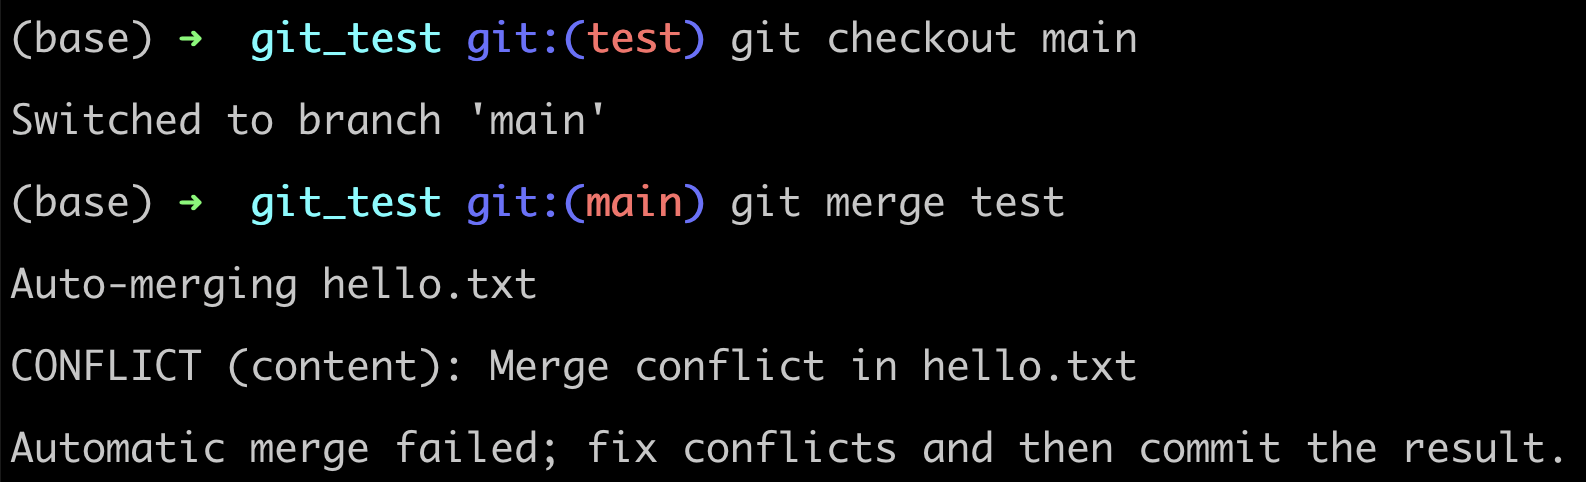 (base) ➜  git_test git:(test) git checkout main
Switched to branch 'main'
(base) ➜  git_test git:(main) git merge test
Auto-merging hello.txt
CONFLICT (content): Merge conflict in hello.txt
Automatic merge failed; fix conflicts and then commit the result.